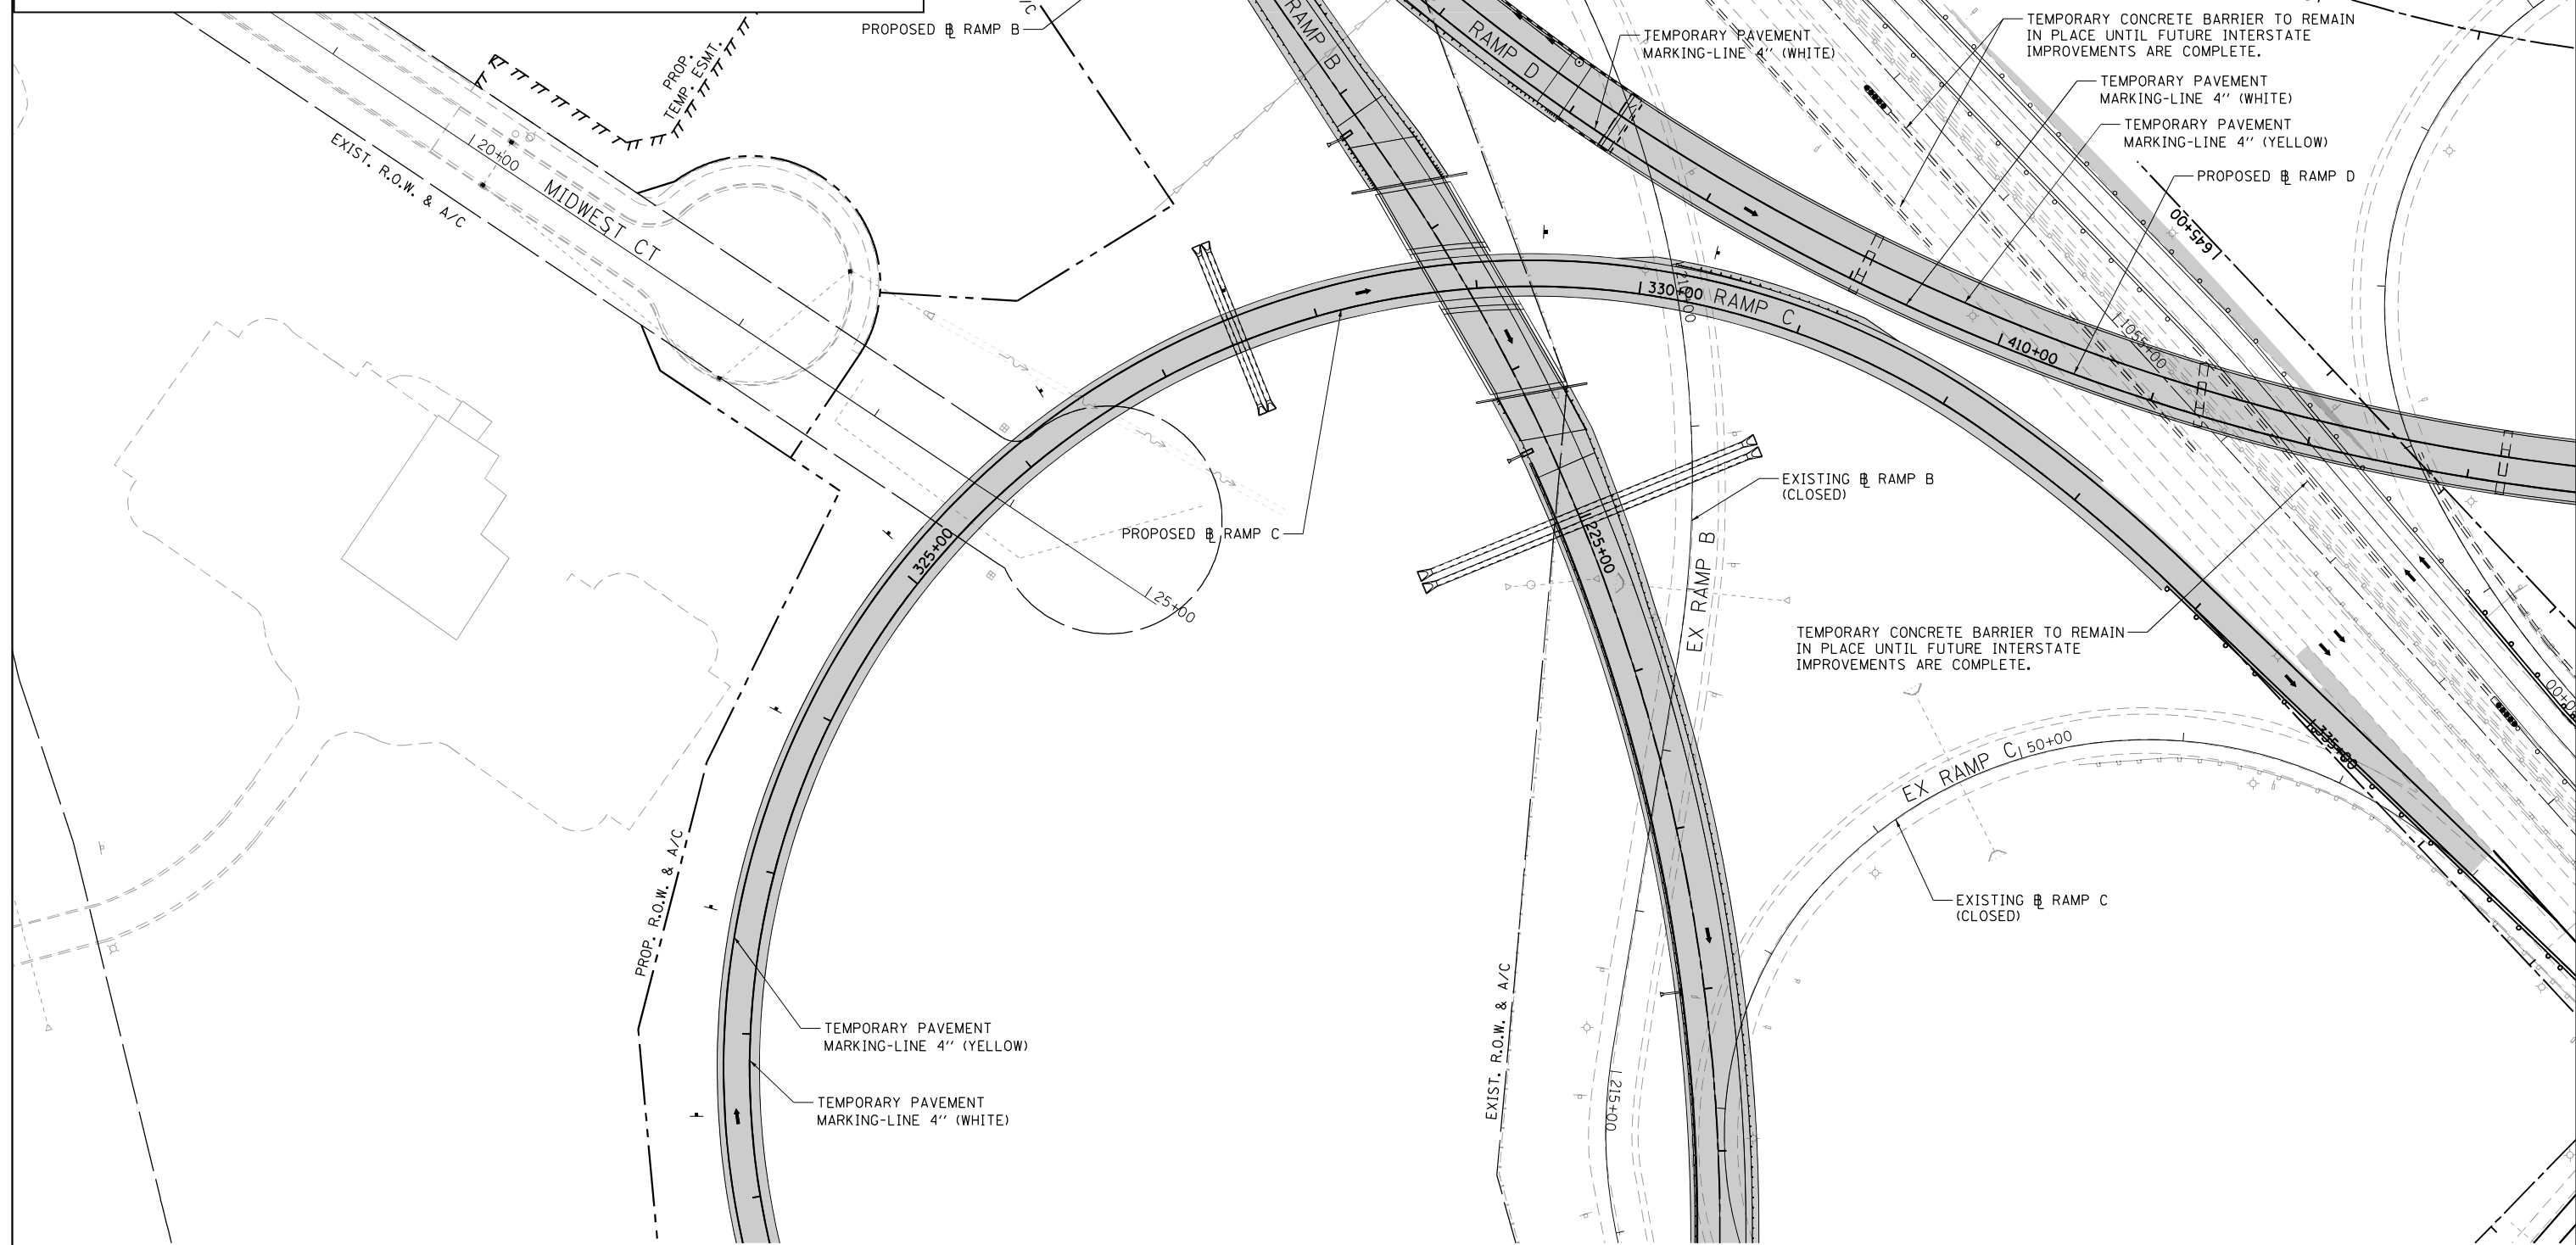 PROPOSED ℄ RAMP B
/C
RAMP B
RAMP D
TEMPORARY PAVEMENT
MARKING-LINE 4'' (WHITE)
TEMPORARY CONCRETE BARRIER TO REMAIN
IN PLACE UNTIL FUTURE INTERSTATE
IMPROVEMENTS ARE COMPLETE.
TEMPORARY PAVEMENT
MARKING-LINE 4'' (WHITE)
TEMPORARY PAVEMENT
MARKING-LINE 4'' (YELLOW)
PROPOSED ℄ RAMP D
645+00
PROP.
TEMP. ESMT.
20+00
MIDWEST CT
EXIST. R.O.W. & A/C
330+00
RAMP C
410+00
1055+00
PROPOSED ℄ RAMP C
325+00
25+00
225+00
EXISTING ℄ RAMP B
(CLOSED)
EX RAMP B
TEMPORARY CONCRETE BARRIER TO REMAIN
IN PLACE UNTIL FUTURE INTERSTATE
IMPROVEMENTS ARE COMPLETE.
EX RAMP C
50+00
335+00
EXISTING ℄ RAMP C
(CLOSED)
PROP. R.O.W. & A/C
EXIST. R.O.W. & A/C
215+00
TEMPORARY PAVEMENT
MARKING-LINE 4'' (YELLOW)
TEMPORARY PAVEMENT
MARKING-LINE 4'' (WHITE)